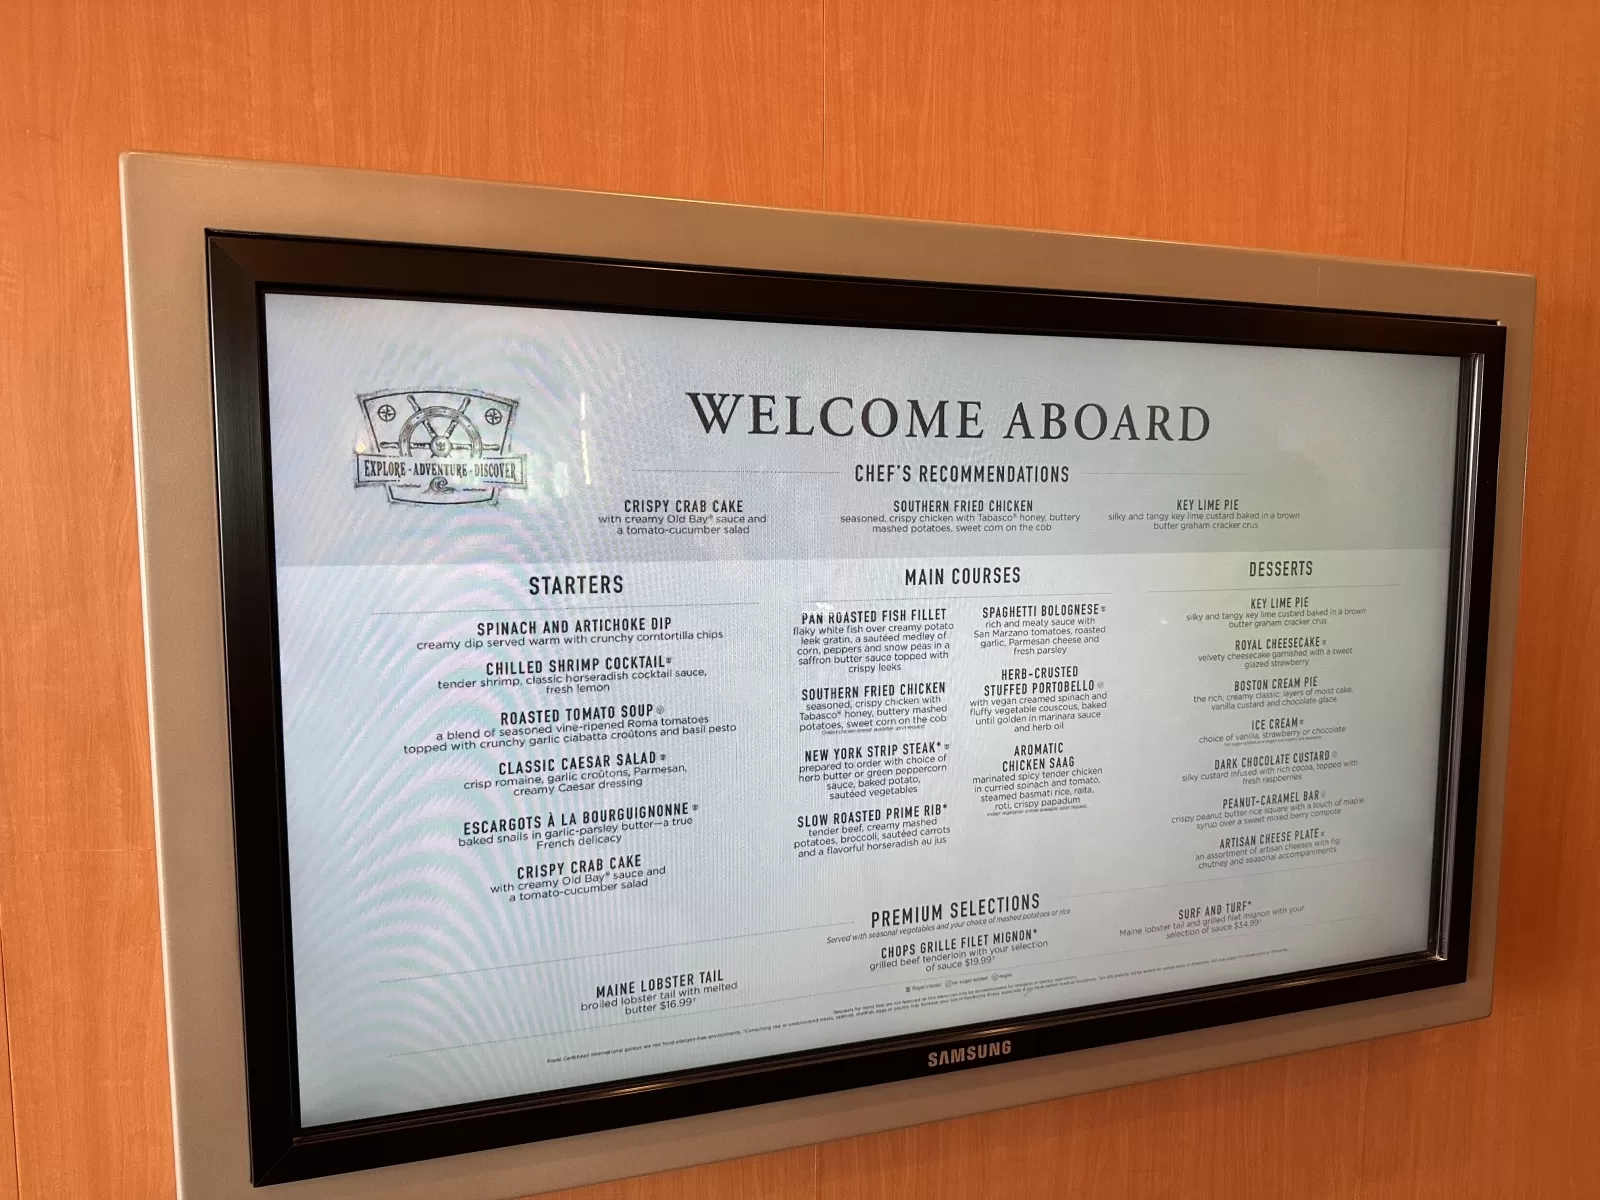 WELCOME ABOARD
EXPLORE - ADVENTURE - DISCOVER
CHEF'S RECOMMENDATIONS
CRISPY CRAB CAKE
with creamy Old Bay® sauce and
a tomato-cucumber salad
SOUTHERN FRIED CHICKEN
seasoned, crispy chicken with Tabasco® honey, buttery
mashed potatoes, sweet corn on the cob
KEY LIME PIE
silky and tangy key lime custard baked in a brown
butter graham cracker crus
STARTERS
SPINACH AND ARTICHOKE DIP
creamy dip served warm with crunchy corntortilla chips
CHILLED SHRIMP COCKTAIL
tender shrimp, classic horseradish cocktail sauce,
fresh lemon
ROASTED TOMATO SOUP
a blend of seasoned vine-ripened Roma tomatoes
topped with crunchy garlic ciabatta croûtons and basil pesto
CLASSIC CAESAR SALAD
crisp romaine, garlic croûtons, Parmesan,
creamy Caesar dressing
ESCARGOTS À LA BOURGUIGNONNE
baked snails in garlic-parsley butter—a true
French delicacy
CRISPY CRAB CAKE
with creamy Old Bay® sauce and
a tomato-cucumber salad
MAIN COURSES
PAN ROASTED FISH FILLET
flaky white fish over creamy potato
leek gratin, a sautéed medley of
corn, peppers and snow peas in a
saffron butter sauce topped with
crispy leeks
SOUTHERN FRIED CHICKEN
seasoned, crispy chicken with
Tabasco® honey, buttery mashed
potatoes, sweet corn on the cob
NEW YORK STRIP STEAK*
prepared to order with choice of
herb butter or green peppercorn
sauce, baked potato,
sautéed vegetables
SLOW ROASTED PRIME RIB*
tender beef, creamy mashed
potatoes, broccoli, sautéed carrots
and a flavorful horseradish au jus
SPAGHETTI BOLOGNESE
rich and meaty sauce with
San Marzano tomatoes, roasted
garlic, Parmesan cheese and
fresh parsley
HERB-CRUSTED
STUFFED PORTOBELLO
with vegan creamed spinach and
fluffy vegetable couscous, baked
until golden in marinara sauce
and herb oil
AROMATIC
CHICKEN SAAG
marinated spicy tender chicken
in curried spinach and tomato,
steamed basmati rice, raita,
roti, crispy papadum
DESSERTS
KEY LIME PIE
silky and tangy key lime custard baked in a brown
butter graham cracker crus
ROYAL CHEESECAKE
velvety cheesecake garnished with a sweet
glazed strawberry
BOSTON CREAM PIE
the rich, creamy classic; layers of moist cake,
vanilla custard and chocolate glaze
ICE CREAM
choice of vanilla, strawberry or chocolate
DARK CHOCOLATE CUSTARD
silky custard infused with rich cocoa, topped with
fresh raspberries
PEANUT-CARAMEL BAR
crispy peanut butter rice square with a touch of maple
syrup over a sweet mixed berry compote
ARTISAN CHEESE PLATE
an assortment of artisan cheeses with fig
chutney and seasonal accompaniments
PREMIUM SELECTIONS
Served with seasonal vegetables and your choice of mashed potatoes or rice
MAINE LOBSTER TAIL
broiled lobster tail with melted
butter $16.99†
CHOPS GRILLE FILET MIGNON*
grilled beef tenderloin with your selection
of sauce $19.99†
SURF AND TURF*
Maine lobster tail and grilled filet mignon with your
selection of sauce $34.99†
SAMSUNG